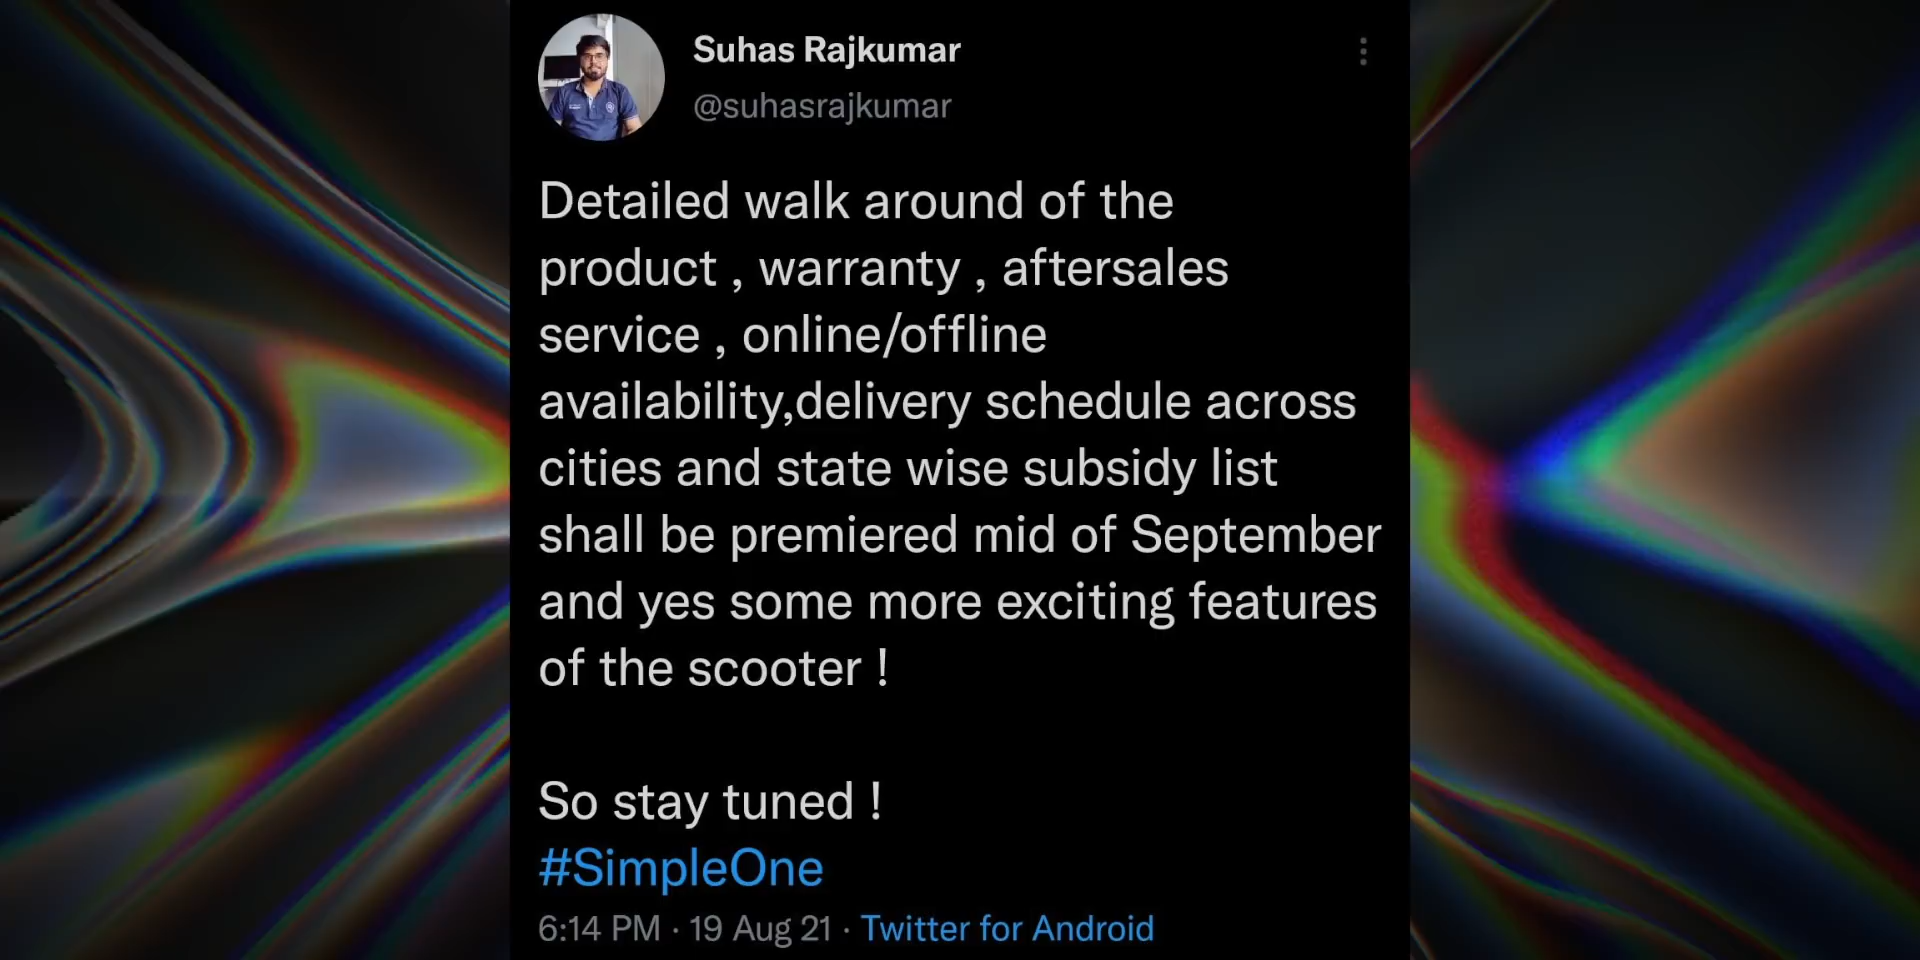 Suhas Rajkumar
@suhasrajkumar
Detailed walk around of the
product , warranty , aftersales
service , online/offline
availability,delivery schedule across
cities and state wise subsidy list
shall be premiered mid of September
and yes some more exciting features
of the scooter !
So stay tuned !
#SimpleOne
6:14 PM · 19 Aug 21 · Twitter for Android